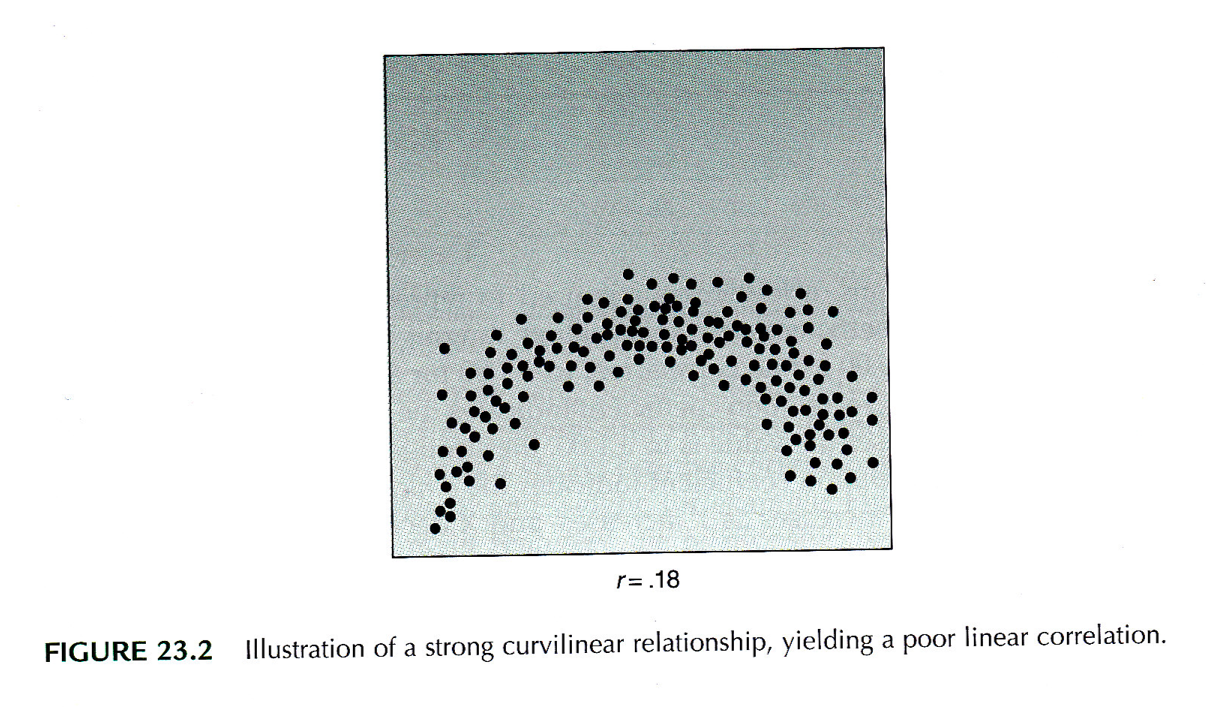 r= .18
FIGURE 23.2 Illustration of a strong curvilinear relationship, yielding a poor linear correlation.